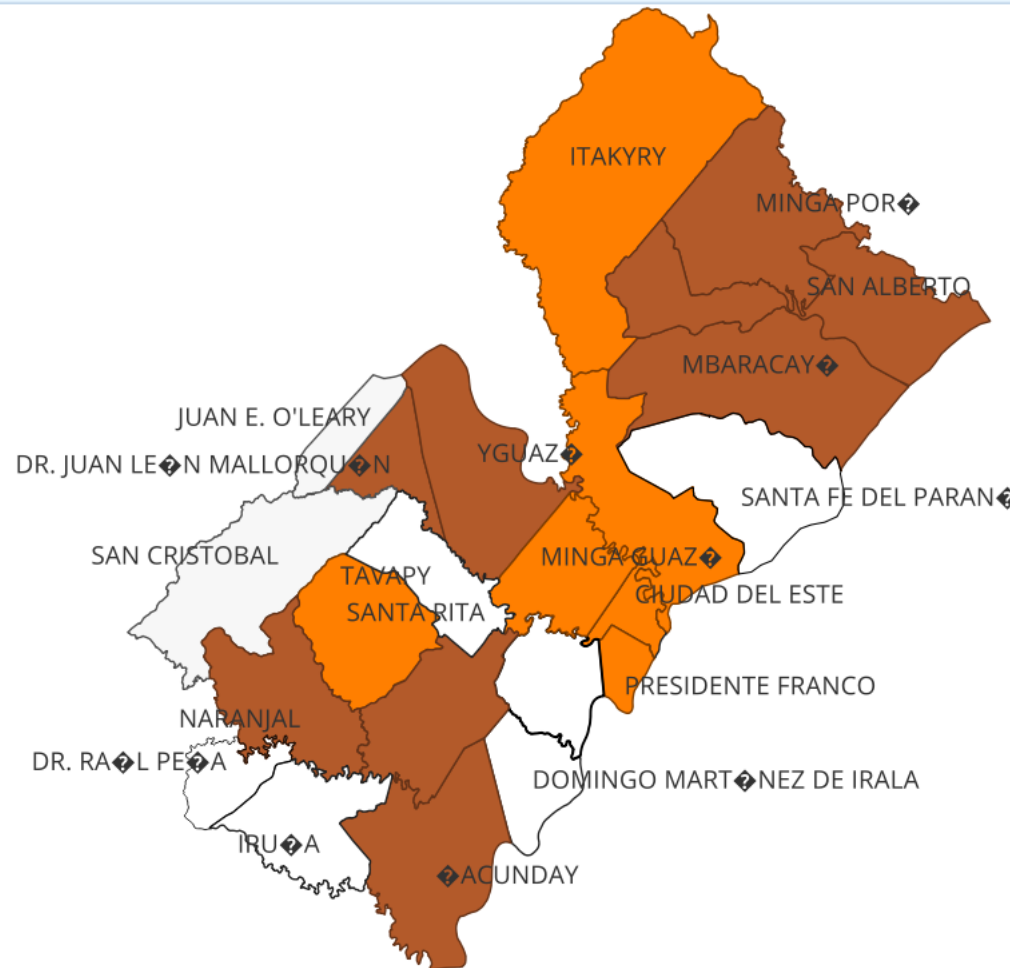 ITAKYRY
MINGA POR�
SAN ALBERTO
MBARACAY�
JUAN E. O'LEARY
YGUAZ�
DR. JUAN LE�N MALLORQU�N
SANTA FE DEL PARAN�
SAN CRISTOBAL
MINGA GUAZ�
TAVAPY
CIUDAD DEL ESTE
SANTA RITA
PRESIDENTE FRANCO
NARANJAL
DR. RA�L PE�A
DOMINGO MART�NEZ DE IRALA
IRU�A
�ACUNDAY